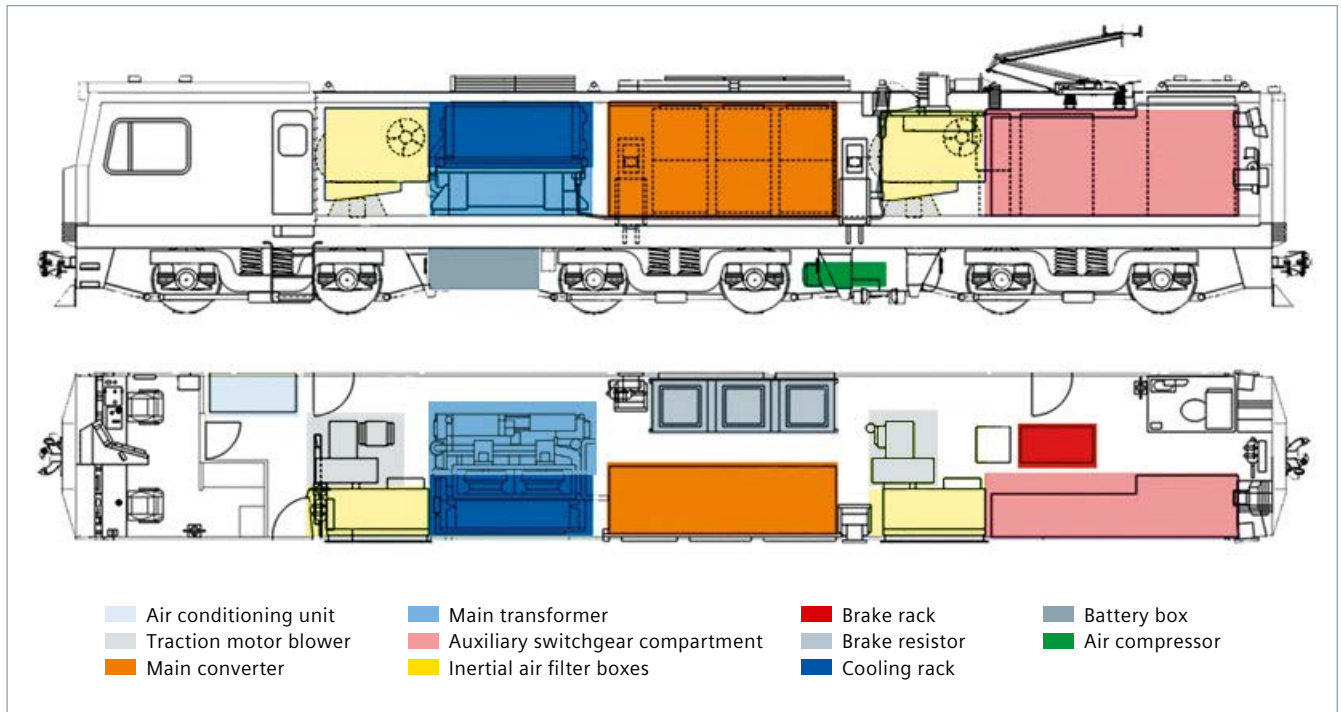 Air conditioning unit
Traction motor blower
Main converter
Main transformer
Auxiliary switchgear compartment
Inertial air filter boxes
Brake rack
Brake resistor
Cooling rack
Battery box
Air compressor